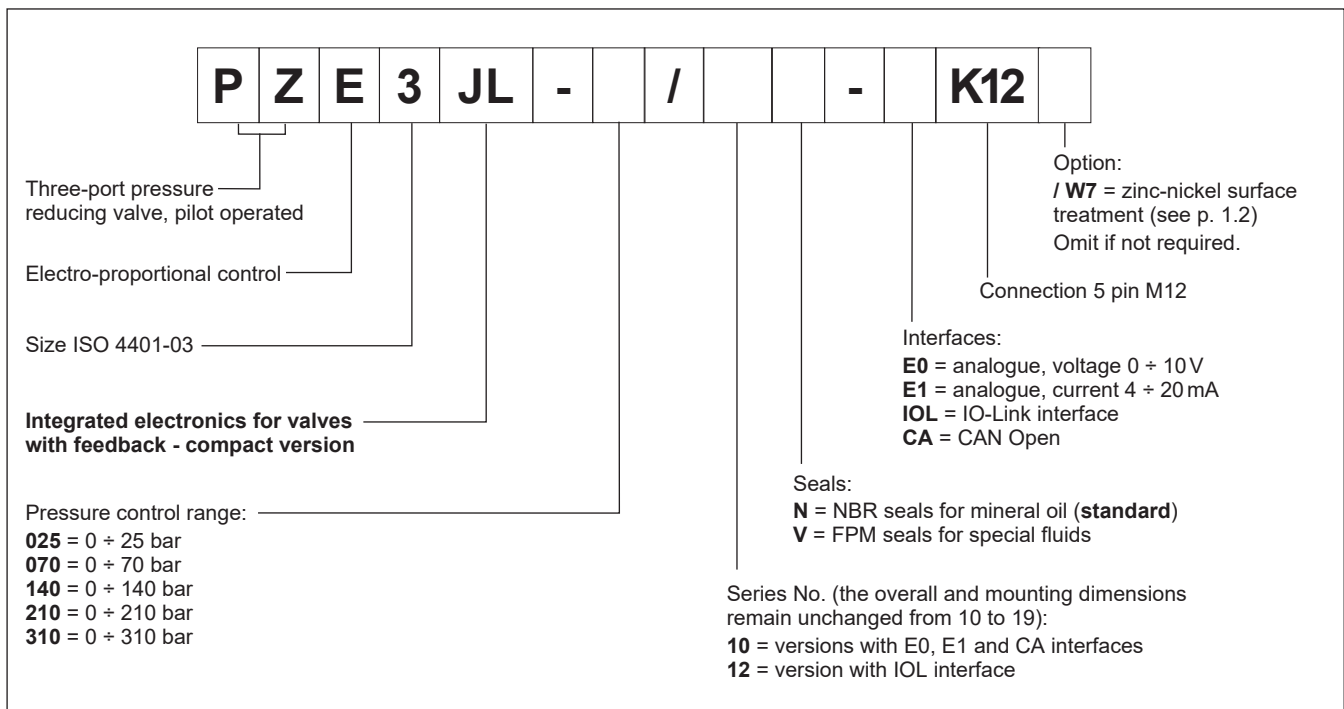 P Z E 3 JL - / - K12
Three-port pressure
reducing valve, pilot operated
Electro-proportional control
Size ISO 4401-03
Integrated electronics for valves
with feedback - compact version
Pressure control range:
025 = 0 ÷ 25 bar
070 = 0 ÷ 70 bar
140 = 0 ÷ 140 bar
210 = 0 ÷ 210 bar
310 = 0 ÷ 310 bar
Option:
/ W7 = zinc-nickel surface
treatment (see p. 1.2)
Omit if not required.
Connection 5 pin M12
Interfaces:
E0 = analogue, voltage 0 ÷ 10 V
E1 = analogue, current 4 ÷ 20 mA
IOL = IO-Link interface
CA = CAN Open
Seals:
N = NBR seals for mineral oil (standard)
V = FPM seals for special fluids
Series No. (the overall and mounting dimensions
remain unchanged from 10 to 19):
10 = versions with E0, E1 and CA interfaces
12 = version with IOL interface